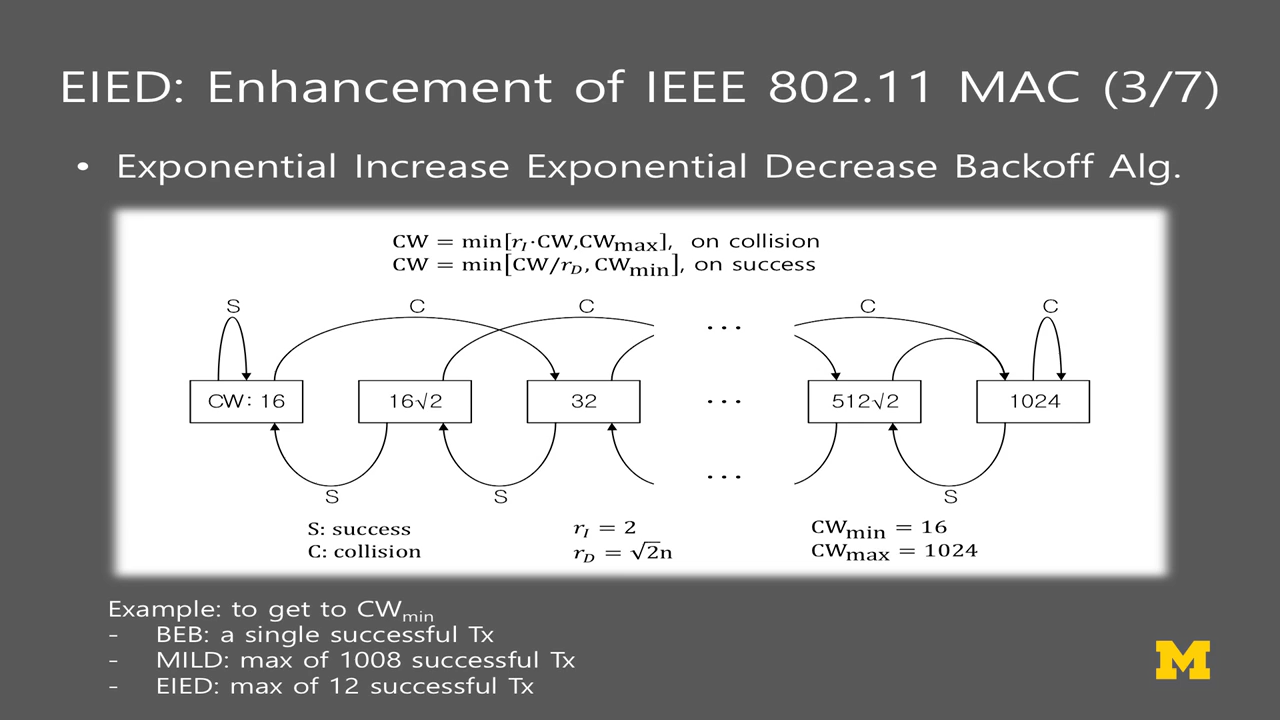 EIED: Enhancement of IEEE 802.11 MAC (3/7)
• Exponential Increase Exponential Decrease Backoff Alg.
CW = min[r_I·CW,CW_max], on collision
CW = min[CW/r_D, CW_min], on success
S C C ... C C
CW: 16 16√2 32 ... 512√2 1024
S S ... S
S: success r_I = 2 CW_min = 16
C: collision r_D = √2n CW_max = 1024
Example: to get to CW_min
- BEB: a single successful Tx
- MILD: max of 1008 successful Tx
- EIED: max of 12 successful Tx
M